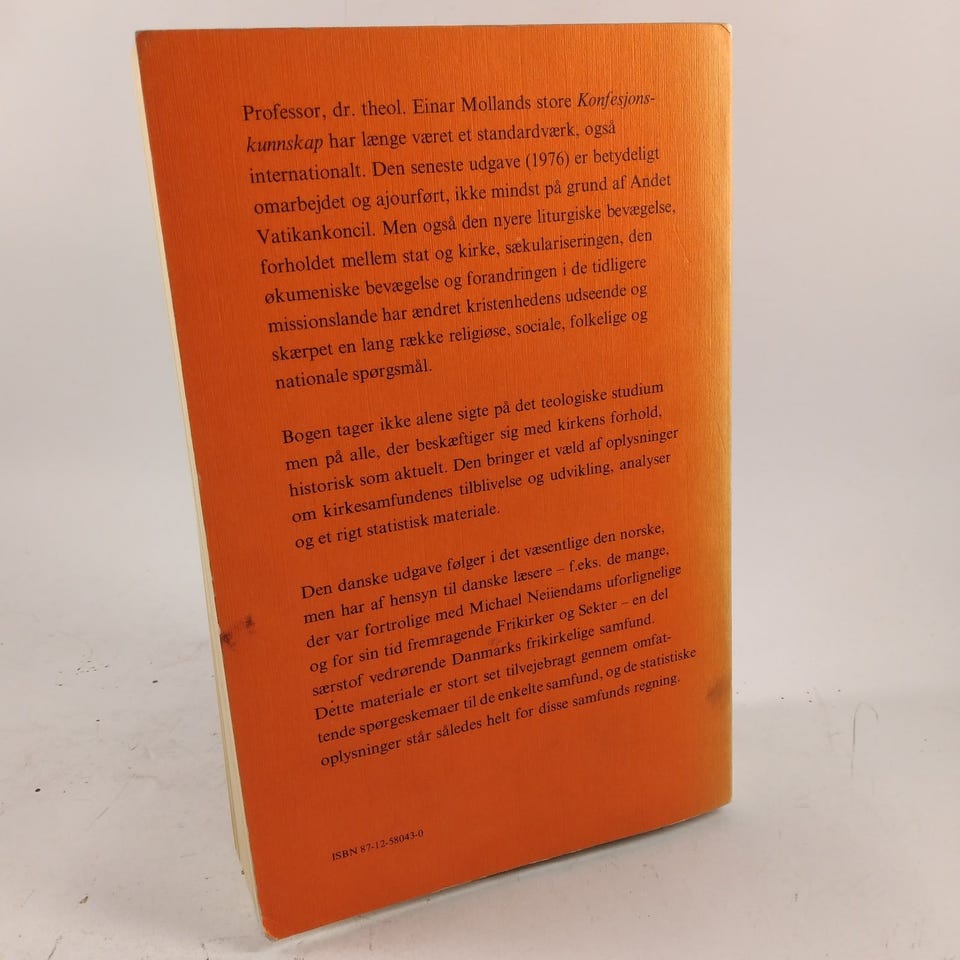 Professor, dr. theol. Einar Mollands store Konfesjons-
kunnskap har længe været et standardværk, også
internationalt. Den seneste udgave (1976) er betydeligt
omarbejdet og ajourført, ikke mindst på grund af Andet
Vatikankoncil. Men også den nyere liturgiske bevægelse,
forholdet mellem stat og kirke, sækulariseringen, den
økumeniske bevægelse og forandringen i de tidligere
missionslande har ændret kristenhedens udseende og
skærpet en lang række religiøse, sociale, folkelige og
nationale spørgsmål.
Bogen tager ikke alene sigte på det teologiske studium
men på alle, der beskæftiger sig med kirkens forhold,
historisk som aktuelt. Den bringer et væld af oplysninger
om kirkesamfundenes tilblivelse og udvikling, analyser
og et rigt statistisk materiale.
Den danske udgave følger i det væsentlige den norske,
men har af hensyn til danske læsere – f.eks. de mange,
der var fortrolige med Michael Neiiendams uforlignelige
og for sin tid fremragende Frikirker og Sekter – en del
særstof vedrørende Danmarks frikirkelige samfund.
Dette materiale er stort set tilvejebragt gennem omfat-
tende spørgeskemaer til de enkelte samfund, og de statistiske
oplysninger står således helt for disse samfunds regning.
ISBN 87-12-58043-0